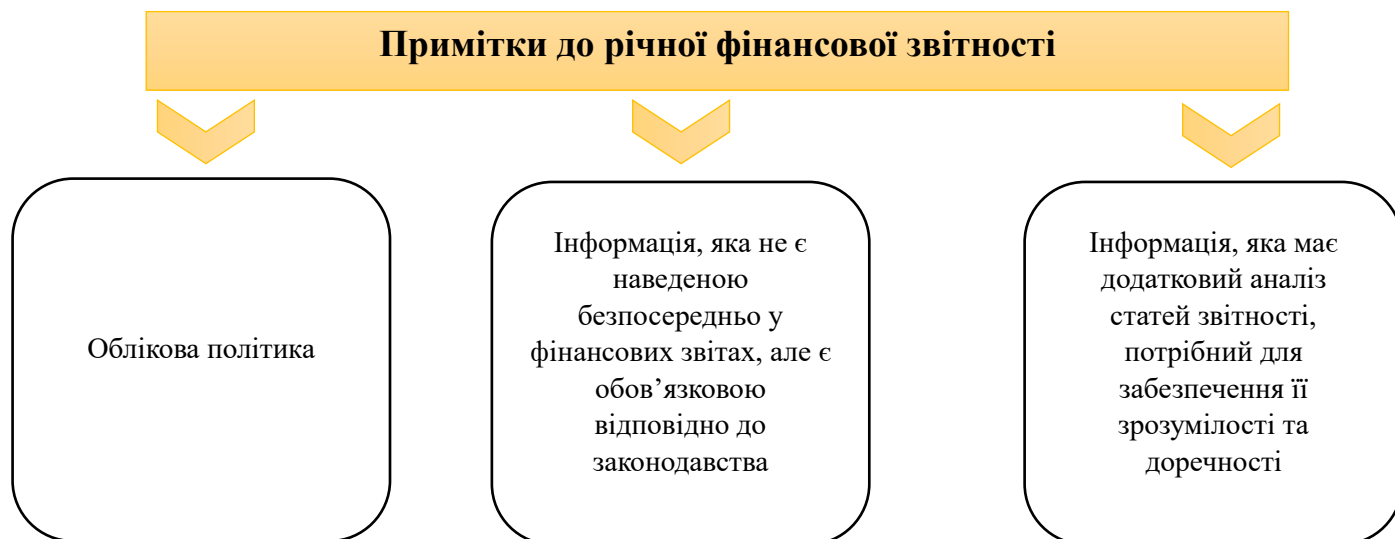 Примітки до річної фінансової звітності
Облікова політика
Інформація, яка не є
наведеною
безпосередньо у
фінансових звітах, але є
обов’язковою
відповідно до
законодавства
Інформація, яка має
додатковий аналіз
статей звітності,
потрібний для
забезпечення її
зрозумілості та
доречності